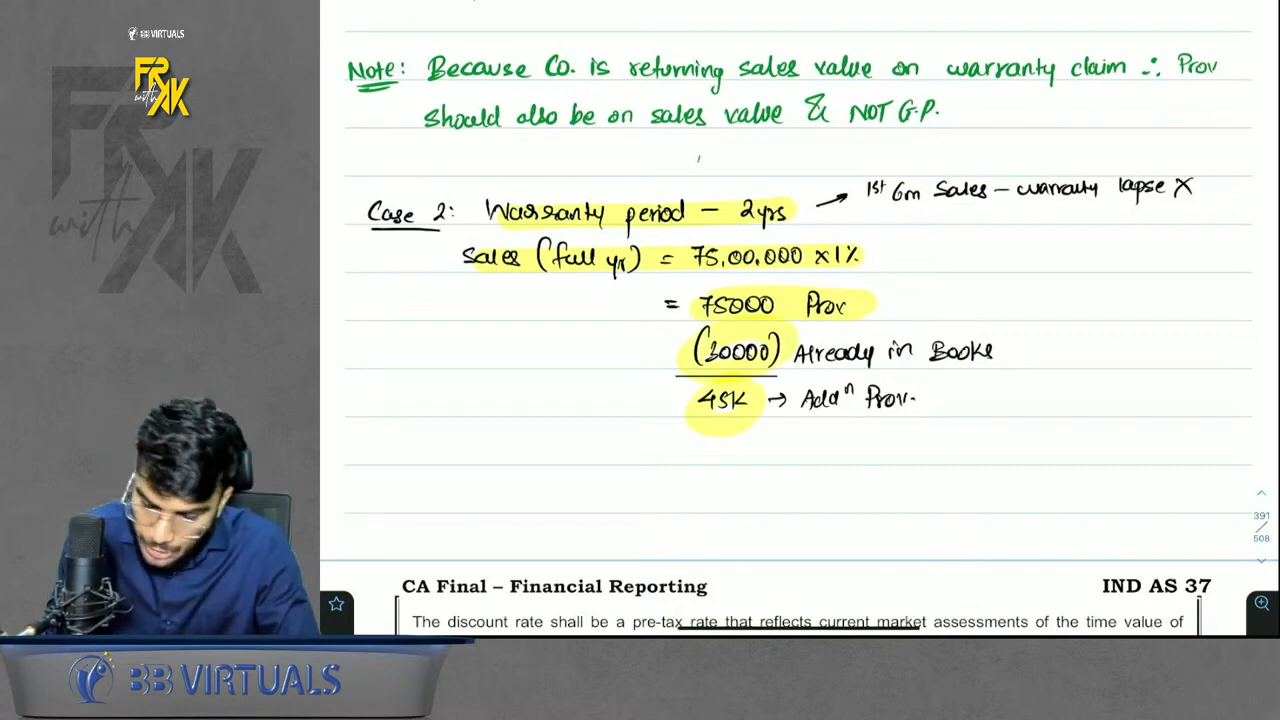 BB VIRTUALS
FR
with
AK
FR
with
AK
Note: Because Co. is returning sales value on warranty claim ∴ Prov
should also be on sales value & NOT G.P.
Case 2: Warranty period – 2yrs → 1st 6m Sales – warranty lapse X
Sales (full yr) = 75,00,000 x 1%
= 75000 Prov
(30000) Already in Books
45K → Addn Prov.
391
/
508
CA Final – Financial Reporting IND AS 37
The discount rate shall be a pre-tax rate that reflects current market assessments of the time value of
BB VIRTUALS